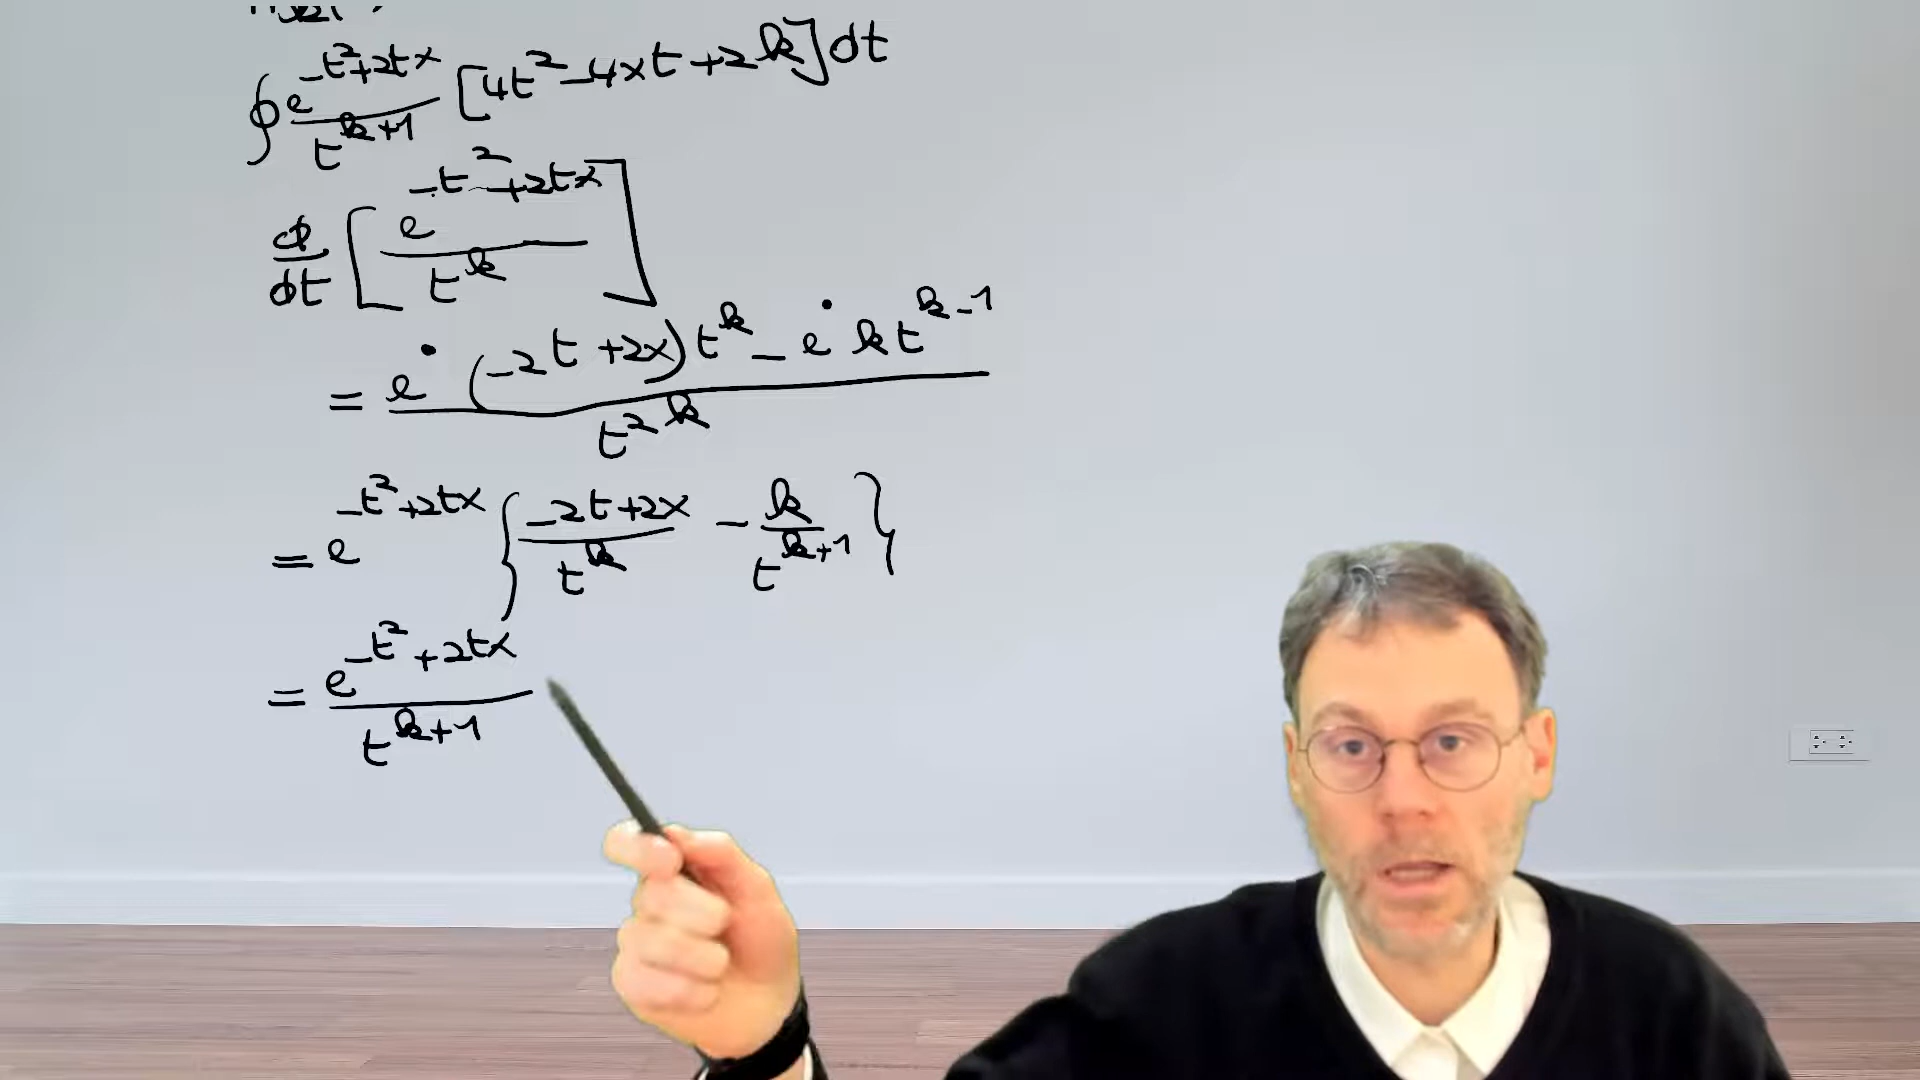 ∮ e^{-t²+2tx} / t^{k+1} [4t² - 4xt + 2k] dt
d/dt [ e^{-t²+2tx} / t^k ]
= ( e^• (-2t + 2x) t^k - e^• k t^{k-1} ) / t^{2k}
= e^{-t²+2tx} { (-2t+2x) / t^k - k / t^{k+1} }
= e^{-t²+2tx} / t^{k+1}